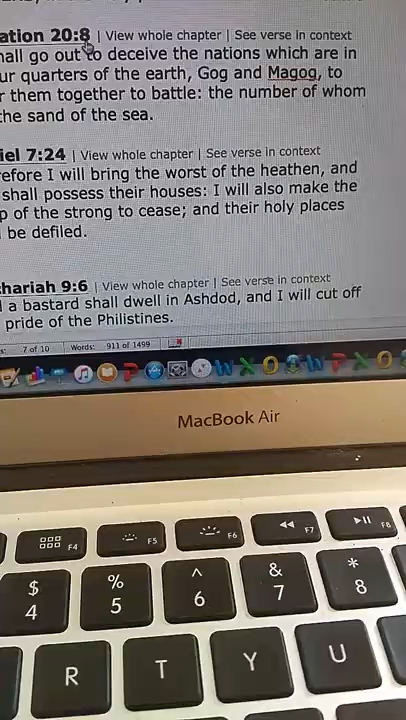 ation 20:8 | View whole chapter | See verse in context
hall go out to deceive the nations which are in
ur quarters of the earth, Gog and Magog, to
r them together to battle: the number of whom
the sand of the sea.
iel 7:24 | View whole chapter | See verse in context
refore I will bring the worst of the heathen, and
shall possess their houses: I will also make the
p of the strong to cease; and their holy places
be defiled.
hariah 9:6 | View whole chapter | See verse in context
a bastard shall dwell in Ashdod, and I will cut off
pride of the Philistines.
s: 7 of 10 Words: 911 of 1499
MacBook Air
F4 F5 F6 F7 F8
$ % ^ & *
4 5 6 7 8
R T Y U